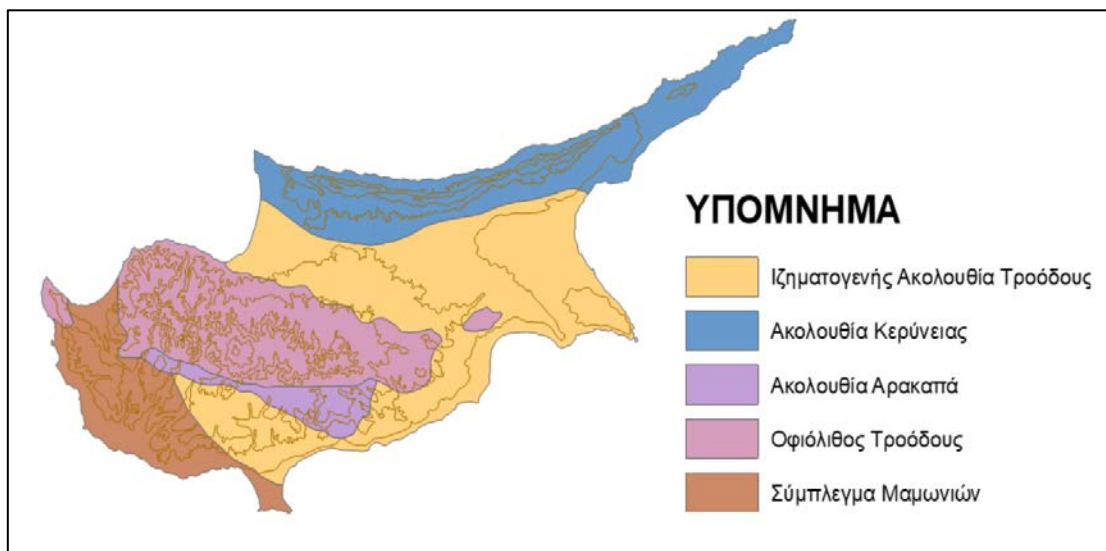 ΥΠΟΜΝΗΜΑ
Ιζηματογενής Ακολουθία Τροόδους
Ακολουθία Κερύνειας
Ακολουθία Αρακαπά
Οφιόλιθος Τροόδους
Σύμπλεγμα Μαμωνιών